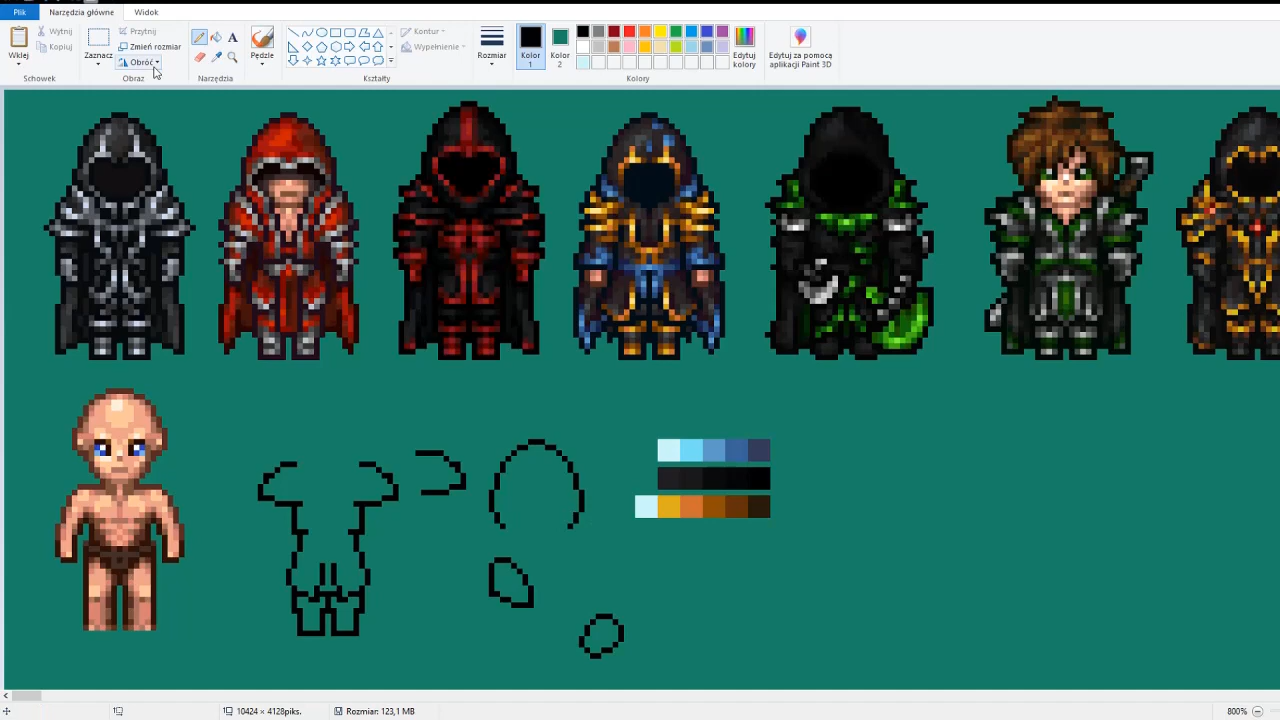 Plik Narzędzia główne Widok
Wklej
Wytnij
Kopiuj
Schowek
Zaznacz
Przytnij
Zmień rozmiar
Obróć
Obraz
A
Narzędzia
Pędzle
Kontur
Wypełnienie
Kształty
Rozmiar
Kolor 1
Kolor 2
Edytuj kolory
Kolory
Edytuj za pomocą
aplikacji Paint 3D
10424 × 4128piks.
Rozmiar: 123,1 MB
800%